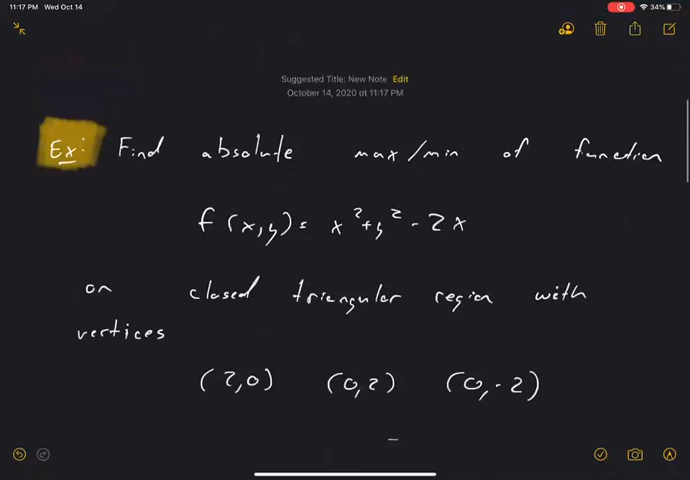 11:17 PM Wed Oct 14
34%
Suggested Title: New Note Edit
October 14, 2020 at 11:17 PM
Ex: Find absolute max/min of function
f(x,y) = x²+y² - 2x
on closed triangular region with
vertices
(2,0) (0,2) (0,-2)